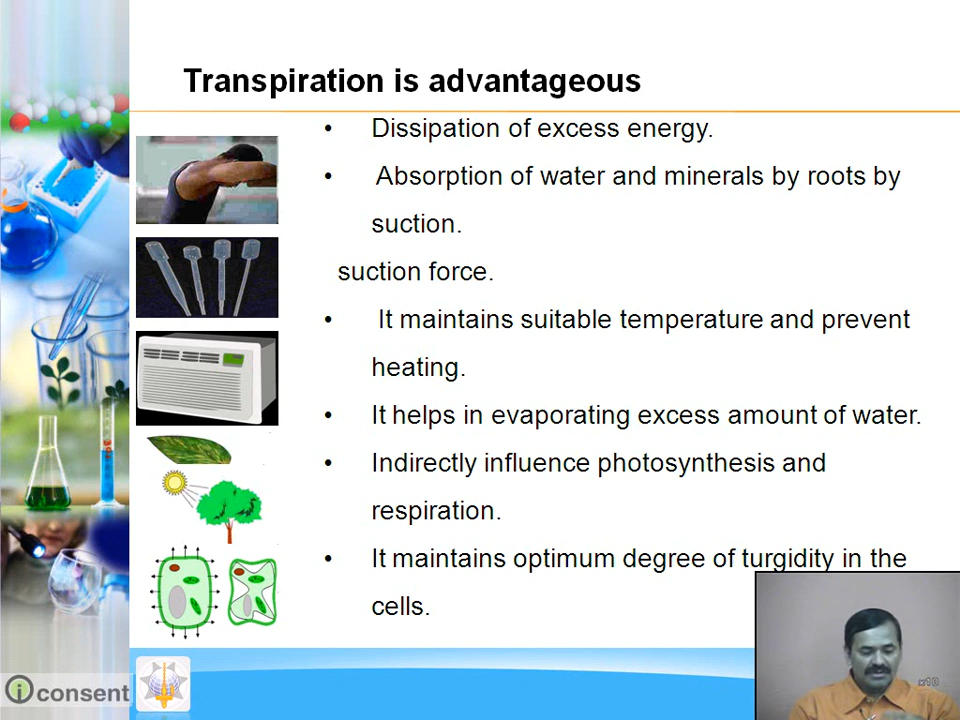 Transpiration is advantageous
• Dissipation of excess energy.
• Absorption of water and minerals by roots by
suction.
suction force.
• It maintains suitable temperature and prevent
heating.
• It helps in evaporating excess amount of water.
• Indirectly influence photosynthesis and
respiration.
• It maintains optimum degree of turgidity in the
cells.
i consent